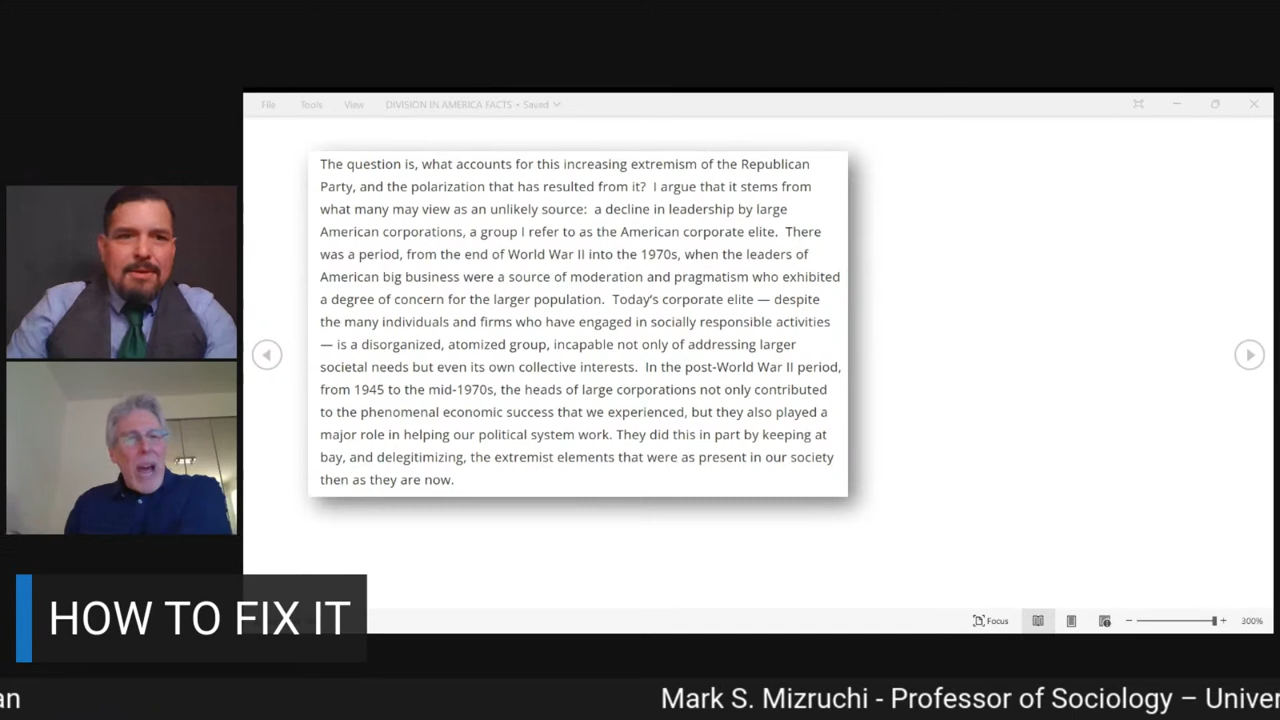 File Tools View DIVISION IN AMERICA FACTS • Saved
The question is, what accounts for this increasing extremism of the Republican
Party, and the polarization that has resulted from it? I argue that it stems from
what many may view as an unlikely source: a decline in leadership by large
American corporations, a group I refer to as the American corporate elite. There
was a period, from the end of World War II into the 1970s, when the leaders of
American big business were a source of moderation and pragmatism who exhibited
a degree of concern for the larger population. Today's corporate elite — despite
the many individuals and firms who have engaged in socially responsible activities
— is a disorganized, atomized group, incapable not only of addressing larger
societal needs but even its own collective interests. In the post-World War II period,
from 1945 to the mid-1970s, the heads of large corporations not only contributed
to the phenomenal economic success that we experienced, but they also played a
major role in helping our political system work. They did this in part by keeping at
bay, and delegitimizing, the extremist elements that were as present in our society
then as they are now.
HOW TO FIX IT
Focus − + 300%
an Mark S. Mizruchi - Professor of Sociology – Univer